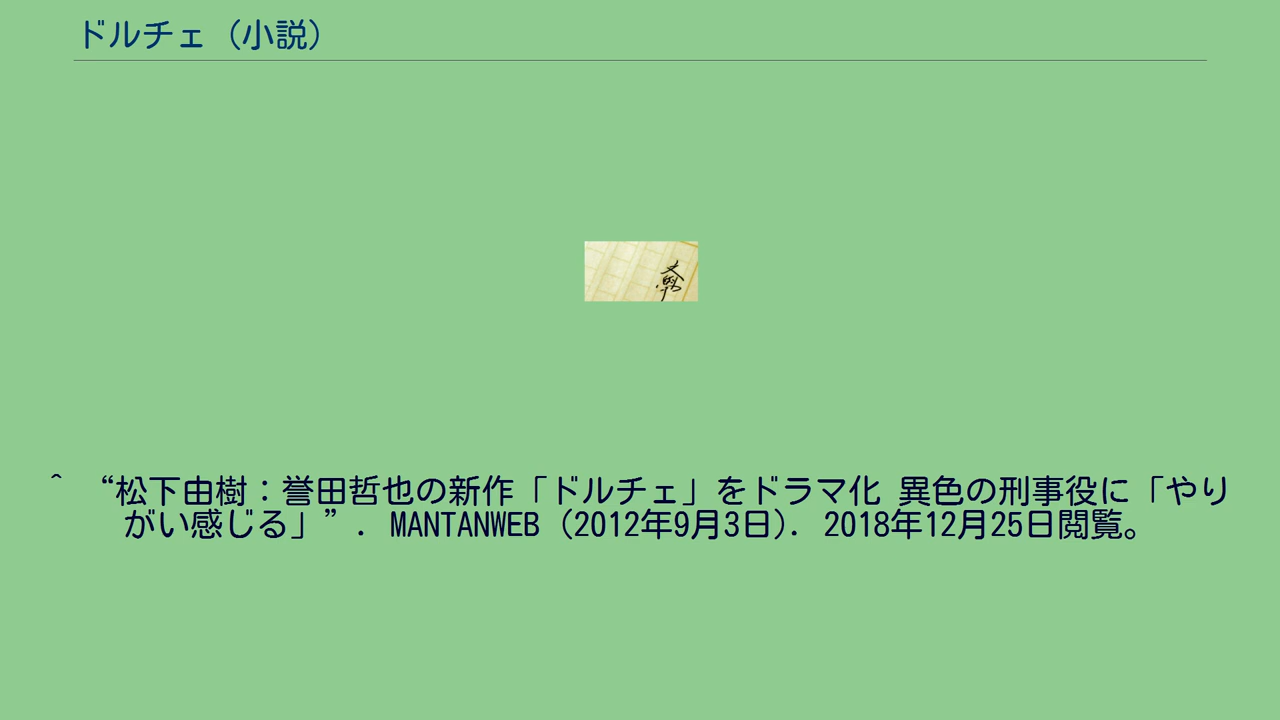 ドルチェ (小説)
^ “松下由樹：誉田哲也の新作「ドルチェ」をドラマ化 異色の刑事役に「やり
がい感じる」”. MANTANWEB (2012年9月3日). 2018年12月25日閲覧。